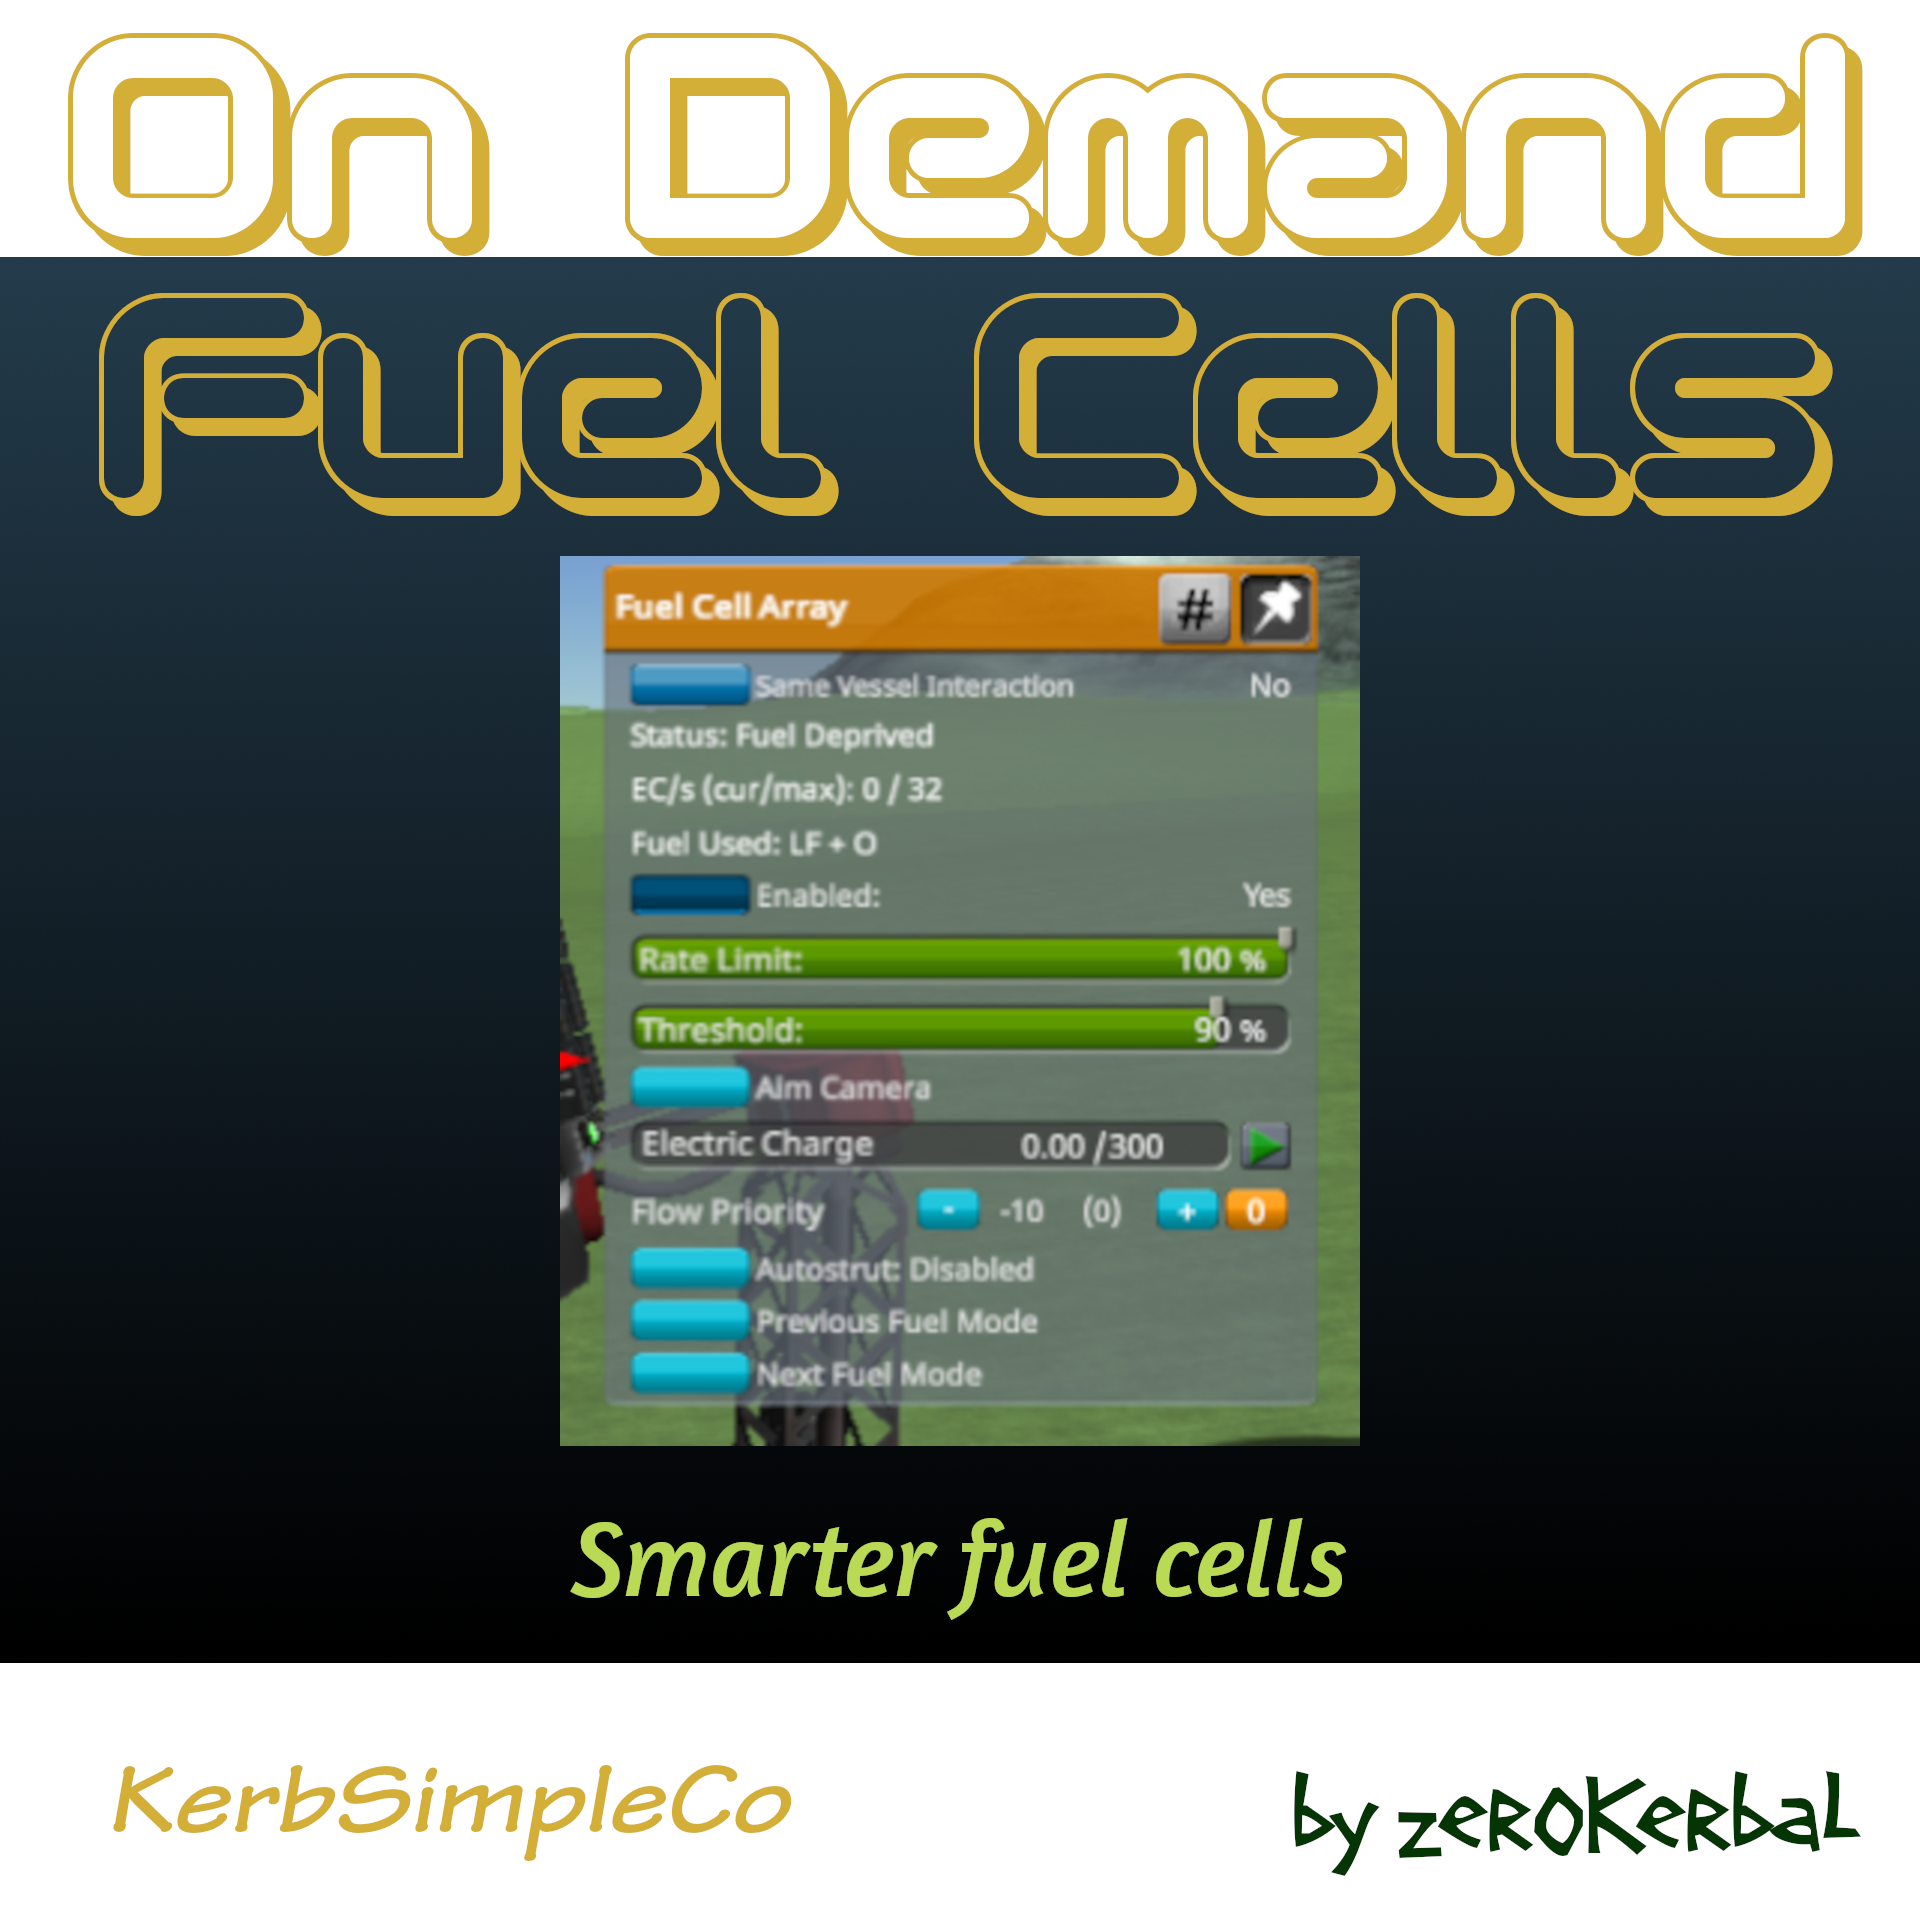 On Demand
Fuel Cells
Fuel Cell Array #
Same Vessel Interaction No
Status: Fuel Deprived
EC/s (cur/max): 0 / 32
Fuel Used: LF + O
Enabled: Yes
Rate Limit: 100 %
Threshold: 90 %
Aim Camera
Electric Charge 0.00 /300
Flow Priority - -10 (0) + 0
Autostrut: Disabled
Previous Fuel Mode
Next Fuel Mode
Smarter fuel cells
KerbSimpleCo
by zer0Kerbal